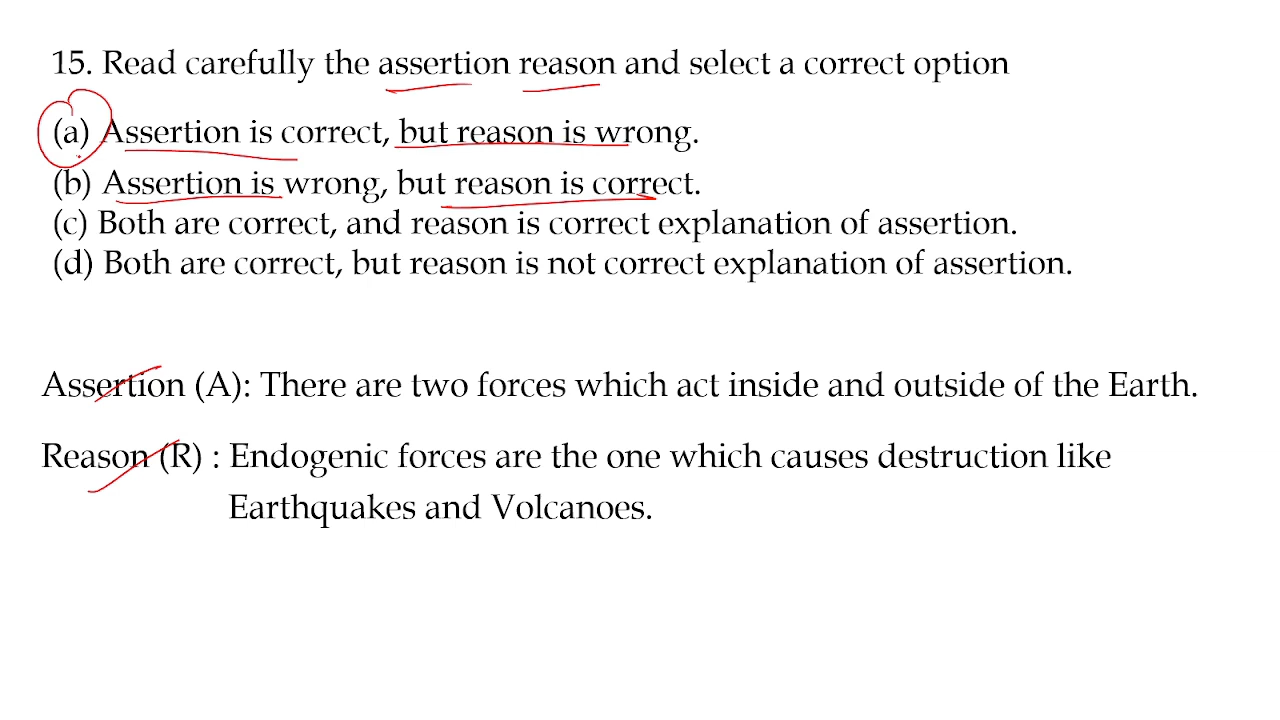 15. Read carefully the assertion reason and select a correct option
(a) Assertion is correct, but reason is wrong.
(b) Assertion is wrong, but reason is correct.
(c) Both are correct, and reason is correct explanation of assertion.
(d) Both are correct, but reason is not correct explanation of assertion.
Assertion (A): There are two forces which act inside and outside of the Earth.
Reason (R) : Endogenic forces are the one which causes destruction like
Earthquakes and Volcanoes.